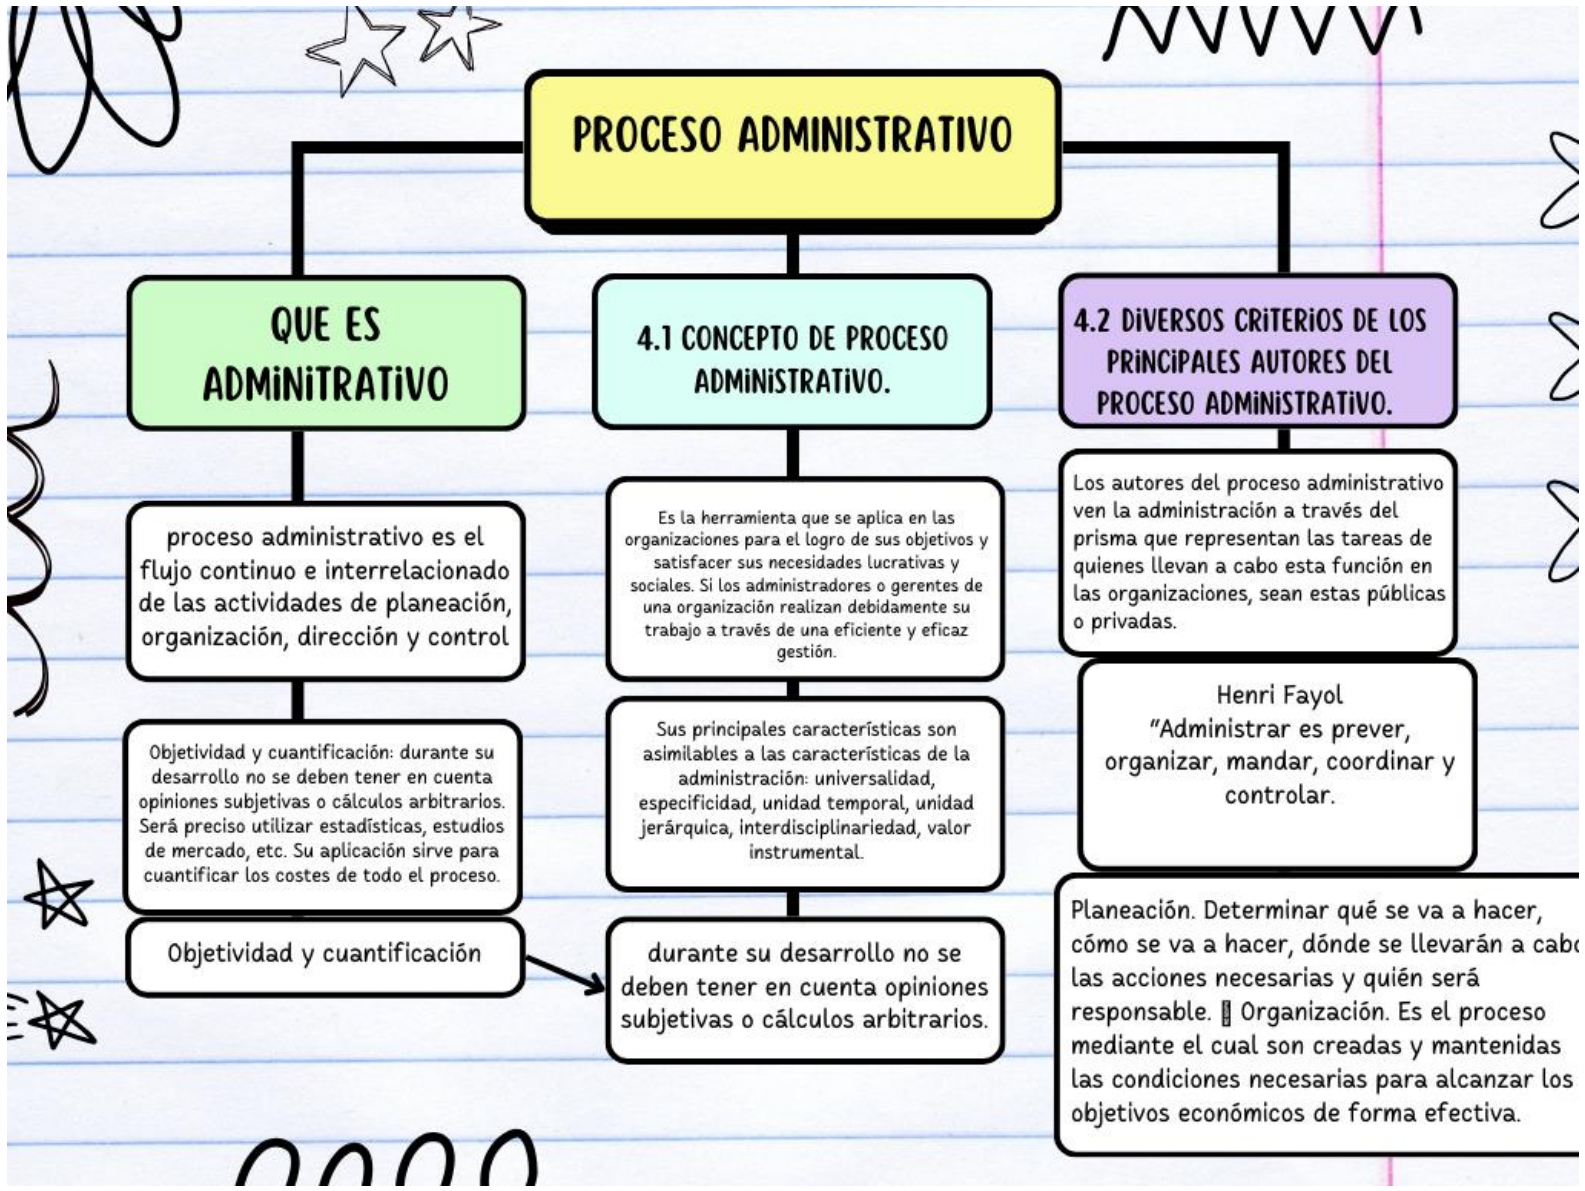 PROCESO ADMINISTRATIVO
QUE ES
ADMINITRATIVO
proceso administrativo es el
flujo continuo e interrelacionado
de las actividades de planeación,
organización, dirección y control
Objetividad y cuantificación: durante su
desarrollo no se deben tener en cuenta
opiniones subjetivas o cálculos arbitrarios.
Será preciso utilizar estadísticas, estudios
de mercado, etc. Su aplicación sirve para
cuantificar los costes de todo el proceso.
Objetividad y cuantificación
4.1 CONCEPTO DE PROCESO
ADMINISTRATIVO.
Es la herramienta que se aplica en las
organizaciones para el logro de sus objetivos y
satisfacer sus necesidades lucrativas y
sociales. Si los administradores o gerentes de
una organización realizan debidamente su
trabajo a través de una eficiente y eficaz
gestión.
Sus principales características son
asimilables a las características de la
administración: universalidad,
especificidad, unidad temporal, unidad
jerárquica, interdisciplinariedad, valor
instrumental.
durante su desarrollo no se
deben tener en cuenta opiniones
subjetivas o cálculos arbitrarios.
4.2 DIVERSOS CRITERIOS DE LOS
PRINCIPALES AUTORES DEL
PROCESO ADMINISTRATIVO.
Los autores del proceso administrativo
ven la administración a través del
prisma que representan las tareas de
quienes llevan a cabo esta función en
las organizaciones, sean estas públicas
o privadas.
Henri Fayol
“Administrar es prever,
organizar, mandar, coordinar y
controlar.
Planeación. Determinar qué se va a hacer,
cómo se va a hacer, dónde se llevarán a cabo
las acciones necesarias y quién será
responsable. Organización. Es el proceso
mediante el cual son creadas y mantenidas
las condiciones necesarias para alcanzar los
objetivos económicos de forma efectiva.